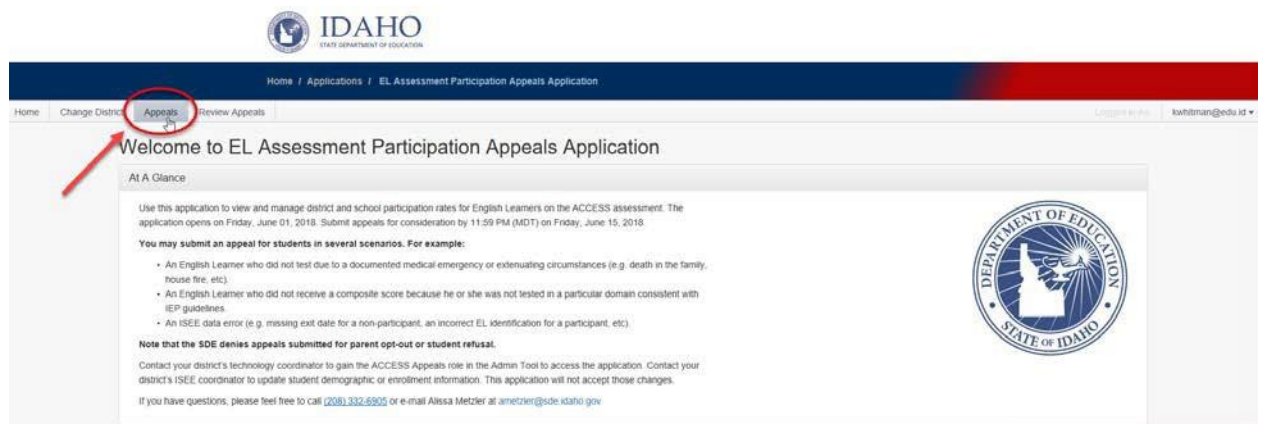 IDAHO
STATE DEPARTMENT OF EDUCATION
Home / Applications / EL Assessment Participation Appeals Application
Home Change District Appeals Review Appeals kwhitman@edu.id
Welcome to EL Assessment Participation Appeals Application
At A Glance
Use this application to view and manage district and school participation rates for English Learners on the ACCESS assessment. The
application opens on Friday, June 01, 2018. Submit appeals for consideration by 11:59 PM (MDT) on Friday, June 15, 2018.
You may submit an appeal for students in several scenarios. For example:
• An English Learner who did not test due to a documented medical emergency or extenuating circumstances (e.g. death in the family,
house fire, etc).
• An English Learner who did not receive a composite score because he or she was not tested in a particular domain consistent with
IEP guidelines.
• An ISEE data error (e.g. missing exit date for a non-participant, an incorrect EL identification for a participant, etc).
Note that the SDE denies appeals submitted for parent opt-out or student refusal.
Contact your district's technology coordinator to gain the ACCESS Appeals role in the Admin Tool to access the application. Contact your
district's ISEE coordinator to update student demographic or enrollment information. This application will not accept those changes.
If you have questions, please feel free to call (208) 332-6905 or e-mail Alissa Metzler at ametzler@sde.idaho.gov
DEPARTMENT OF EDUCATION
STATE OF IDAHO